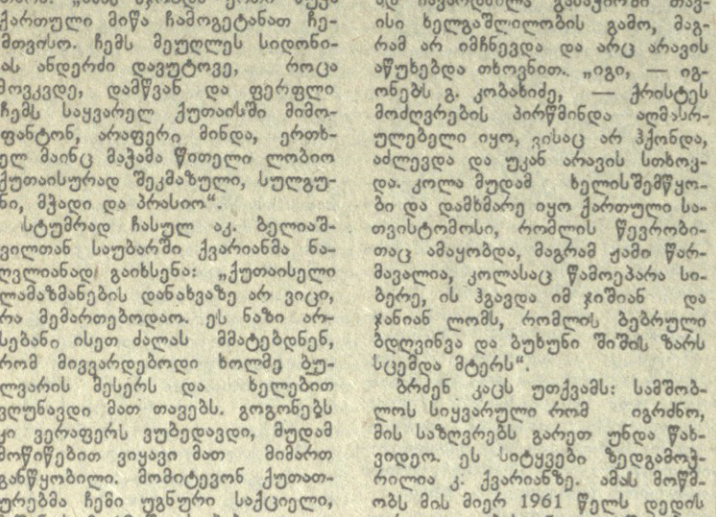 ქართული მიწა ჩამოგეტანათ ჩე-
მთვისო. ჩემს მეუღლეს სიდონი-
ას ანდერძი დავუტოვე, როცა
მოვკვდე, დამწვან და ფერფლი
ჩემს საყვარელ ქუთაისში მიმო-
ფანტონ, არაფერი მინდა, ერთხ-
ელ მაინც მაჭამა წითელი ლობიო
ქუთაისურად შეკმაზული, სულგუ-
ნი, მჭადი და პრასიო“.
სტუმრად ჩასულ აკ. ბელიაშ-
ვილთან საუბარში ქვარიანმა ნა-
ღვლიანად გაიხსენა: „ქუთაისელი
ლამაზმანების დანახვაზე არ ვიცი,
რა მემართებოდაო. ეს ნაზი არ-
სებანი ისეთ ძალას მმატებდნენ,
რომ მივვარდებოდი ხოლმე ბუ-
ლვარის მესერს და ხელებით
ვღუნავდი მათ თავებს. გოგონებს
კი ვერაფერს ვუბედავდი, მუდამ
მოწიწებით ვიყავი მათ მიმართ
განწყობილი. მომიტევონ ქუთათ-
ურებმა ჩემი უგნური საქციელი,
ისი ხელგაშლილობის გამო, მაგ-
რამ არ იმჩნევდა და არც არავის
აწუხებდა თხოვნით. „იგი, — იგ-
ონებს გ. კობახიძე, — ქრისტეს
მოძღვრების პირწმინდა აღმასრ-
ულებელი იყო, ვისაც არ ჰქონდა,
აძლევდა და უკან არავის სთხოვ-
და. კოლა მუდამ ხელისშემწყო-
ბი და დამხმარე იყო ქართული სა-
თვისტომოსი, რომლის წევრობი-
თაც ამაყობდა, მაგრამ ჟამი წარ-
მავალია, კოლასაც წამოეპარა სი-
ბერე, ის ჰგავდა იმ ჯიშიან და
ჯანიან ლომს, რომლის ბებრული
ბდღვინვა და ბუხუნი შიშის ზარს
სცემდა მტერს“.
ბრძენ კაცს უთქვამს: სამშობ-
ლოს სიყვარული რომ იგრძნო,
მის საზღვრებს გარეთ უნდა წახ-
ვიდეო. ეს სიტყვები ზედგამოჭ-
რილია კ. ქვარიანზე. ამას მოწმ-
ობს მის მიერ 1961 წელს დედის